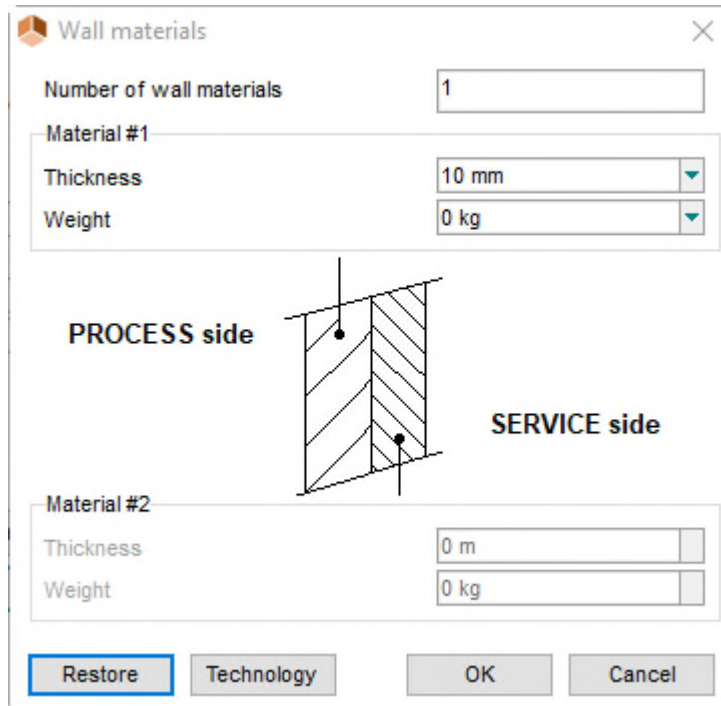 Wall materials
Number of wall materials 1
Material #1
Thickness 10 mm
Weight 0 kg
PROCESS side
SERVICE side
Material #2
Thickness 0 m
Weight 0 kg
Restore Technology OK Cancel